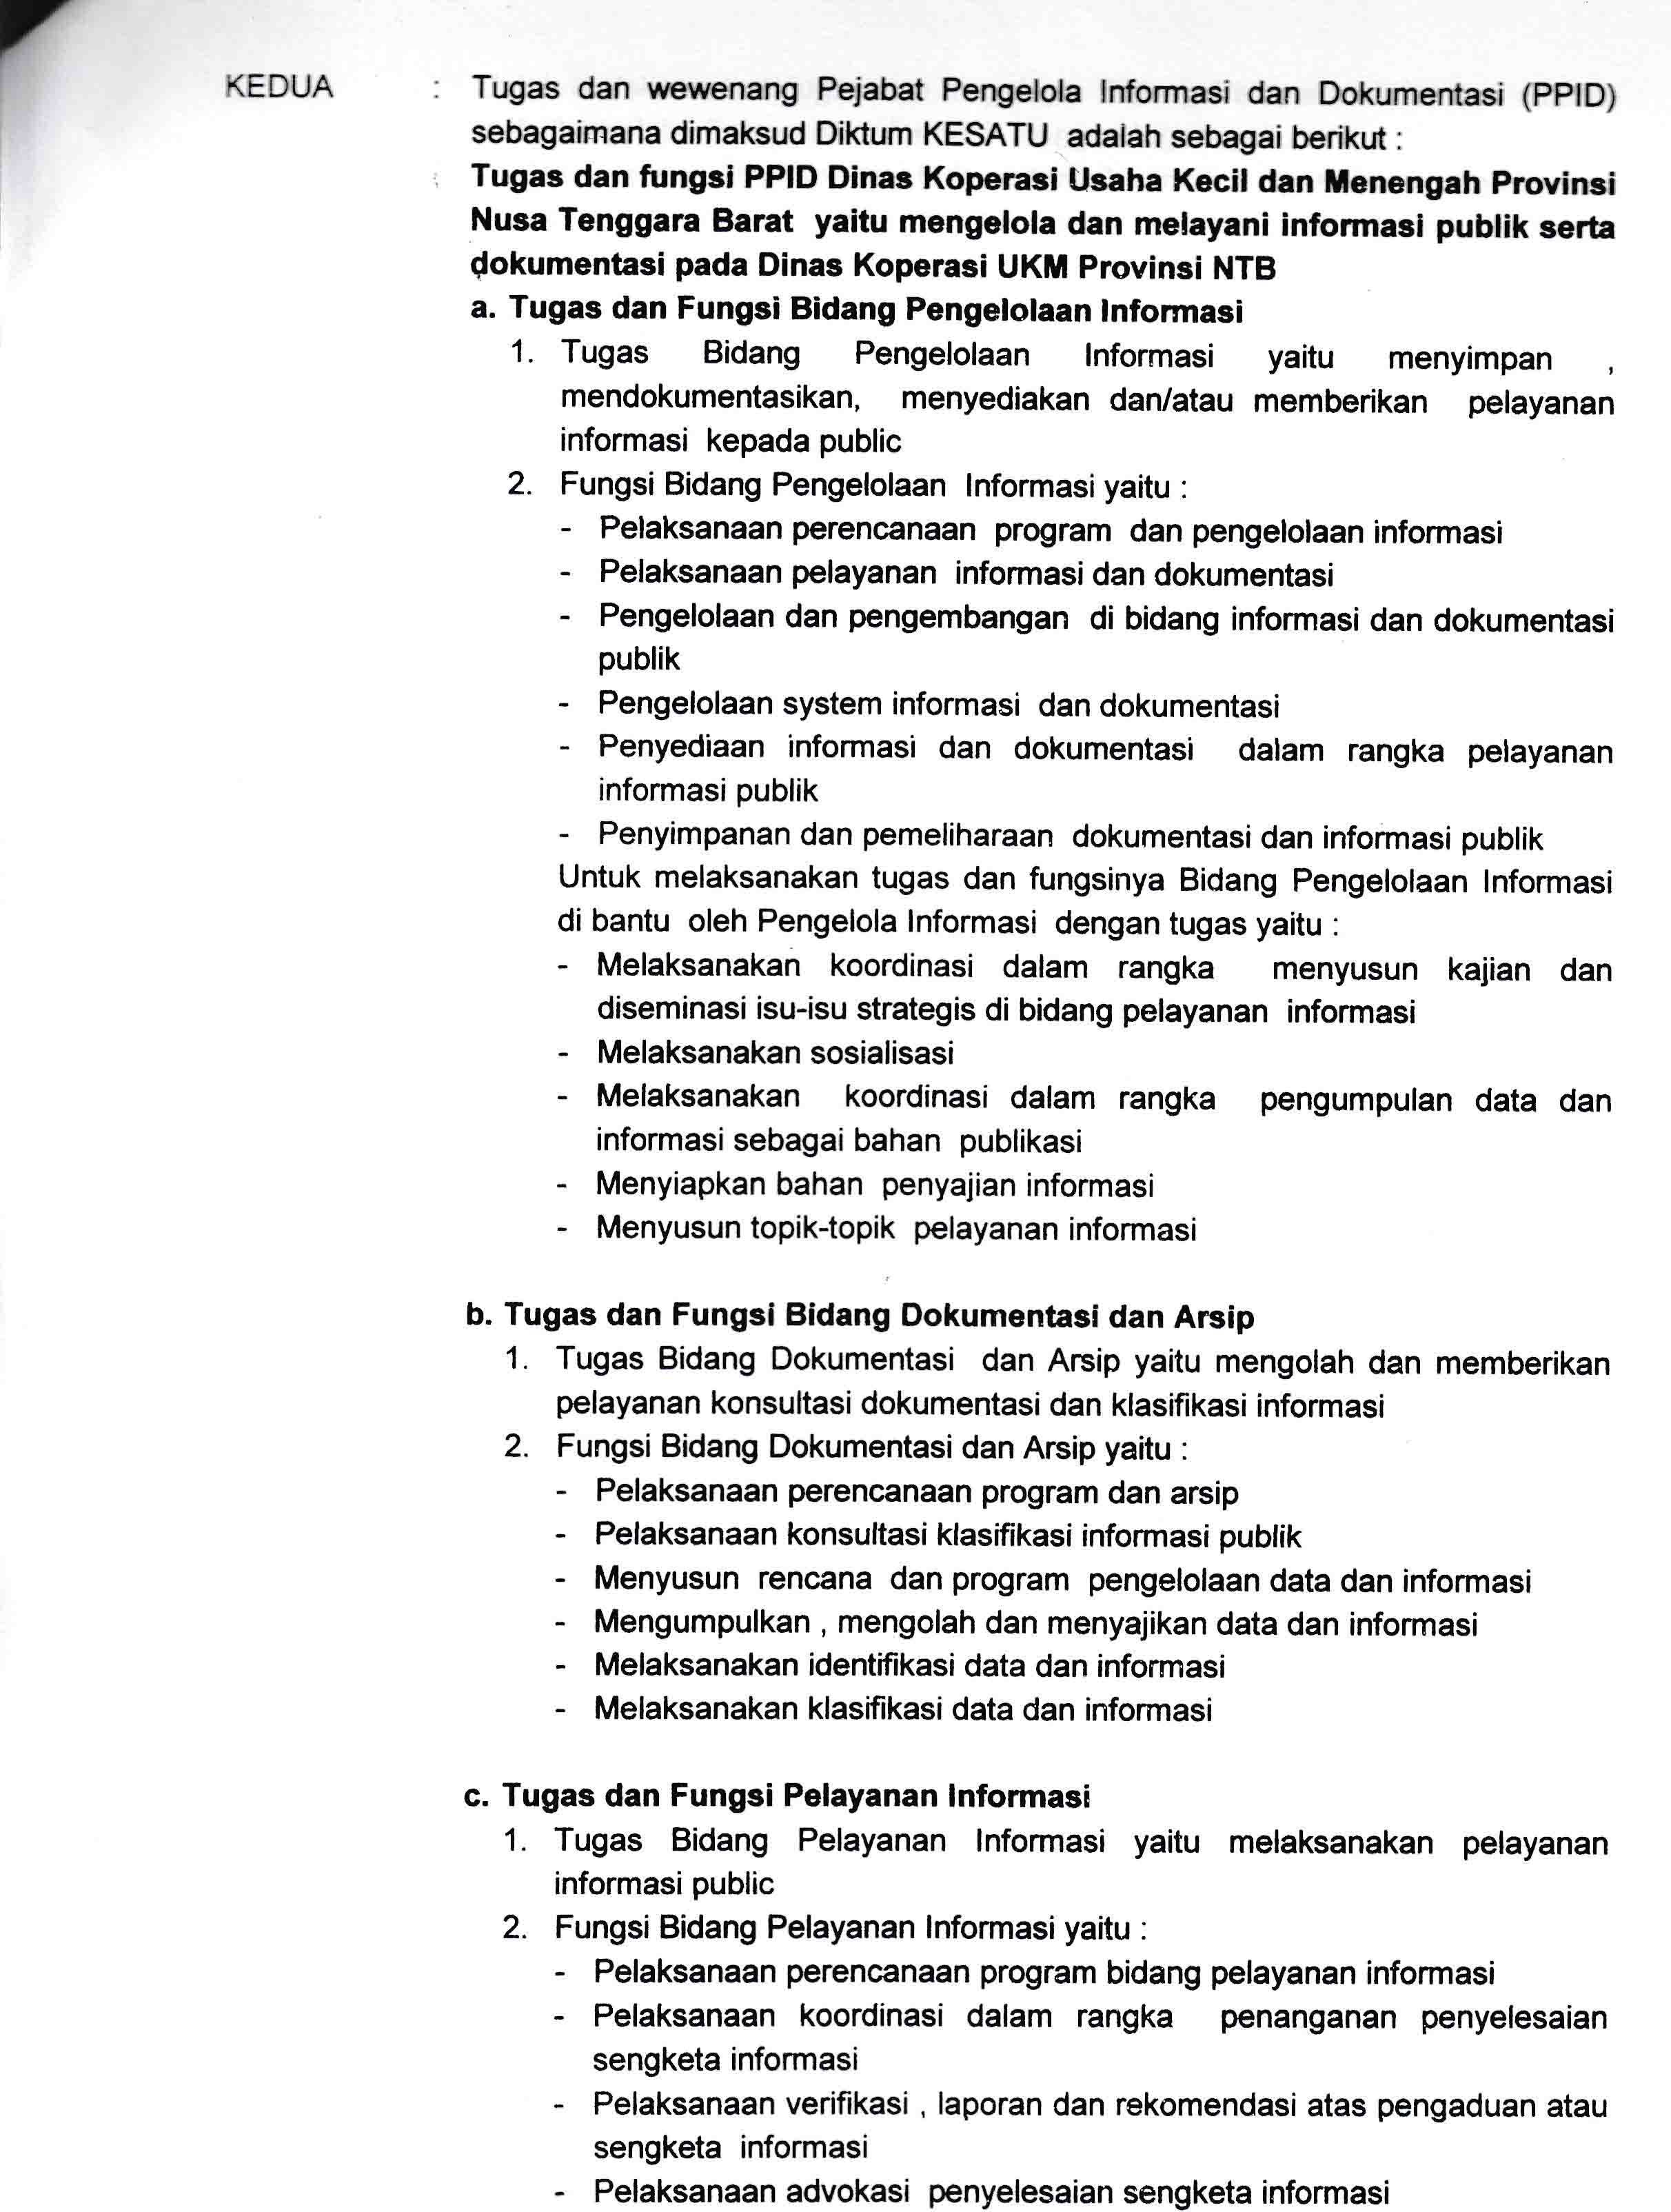 KEDUA : Tugas dan wewenang Pejabat Pengelola Informasi dan Dokumentasi (PPID)
sebagaimana dimaksud Diktum KESATU adalah sebagai berikut :
Tugas dan fungsi PPID Dinas Koperasi Usaha Kecil dan Menengah Provinsi
Nusa Tenggara Barat yaitu mengelola dan melayani informasi publik serta
dokumentasi pada Dinas Koperasi UKM Provinsi NTB
a. Tugas dan Fungsi Bidang Pengelolaan Informasi
1. Tugas Bidang Pengelolaan Informasi yaitu menyimpan ,
mendokumentasikan, menyediakan dan/atau memberikan pelayanan
informasi kepada public
2. Fungsi Bidang Pengelolaan Informasi yaitu :
- Pelaksanaan perencanaan program dan pengelolaan informasi
- Pelaksanaan pelayanan informasi dan dokumentasi
- Pengelolaan dan pengembangan di bidang informasi dan dokumentasi
publik
- Pengelolaan system informasi dan dokumentasi
- Penyediaan informasi dan dokumentasi dalam rangka pelayanan
informasi publik
- Penyimpanan dan pemeliharaan dokumentasi dan informasi publik
Untuk melaksanakan tugas dan fungsinya Bidang Pengelolaan Informasi
di bantu oleh Pengelola Informasi dengan tugas yaitu :
- Melaksanakan koordinasi dalam rangka menyusun kajian dan
diseminasi isu-isu strategis di bidang pelayanan informasi
- Melaksanakan sosialisasi
- Melaksanakan koordinasi dalam rangka pengumpulan data dan
informasi sebagai bahan publikasi
- Menyiapkan bahan penyajian informasi
- Menyusun topik-topik pelayanan informasi
b. Tugas dan Fungsi Bidang Dokumentasi dan Arsip
1. Tugas Bidang Dokumentasi dan Arsip yaitu mengolah dan memberikan
pelayanan konsultasi dokumentasi dan klasifikasi informasi
2. Fungsi Bidang Dokumentasi dan Arsip yaitu :
- Pelaksanaan perencanaan program dan arsip
- Pelaksanaan konsultasi klasifikasi informasi publik
- Menyusun rencana dan program pengelolaan data dan informasi
- Mengumpulkan , mengolah dan menyajikan data dan informasi
- Melaksanakan identifikasi data dan informasi
- Melaksanakan klasifikasi data dan informasi
c. Tugas dan Fungsi Pelayanan Informasi
1. Tugas Bidang Pelayanan Informasi yaitu melaksanakan pelayanan
informasi public
2. Fungsi Bidang Pelayanan Informasi yaitu :
- Pelaksanaan perencanaan program bidang pelayanan informasi
- Pelaksanaan koordinasi dalam rangka penanganan penyelesaian
sengketa informasi
- Pelaksanaan verifikasi , laporan dan rekomendasi atas pengaduan atau
sengketa informasi
- Pelaksanaan advokasi penyelesaian sengketa informasi